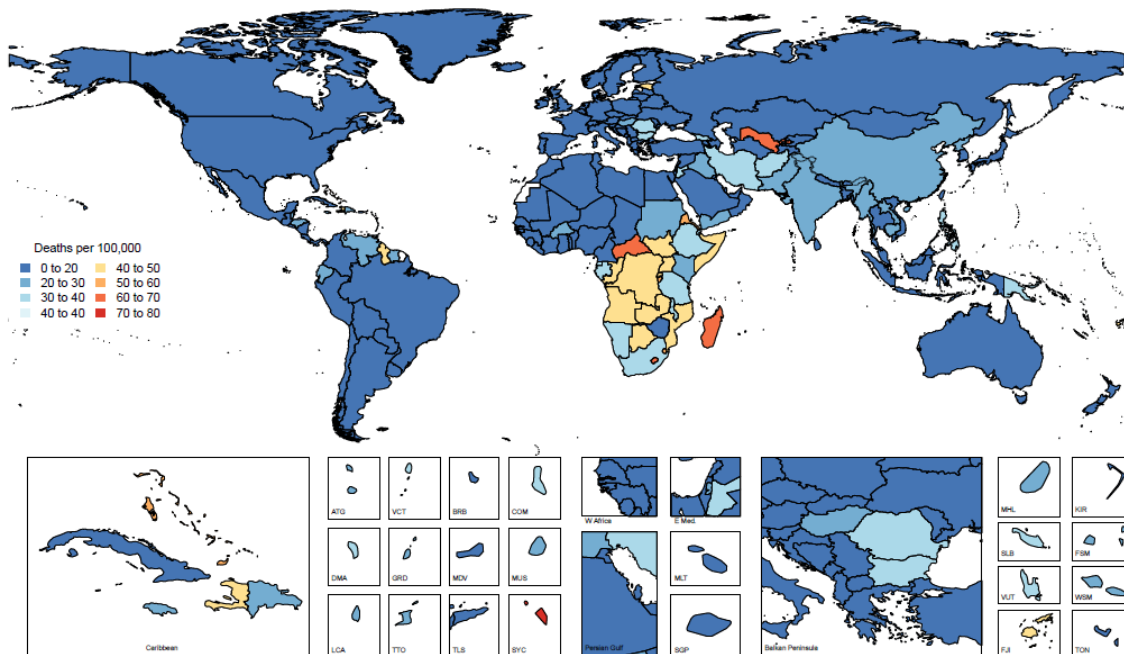 Deaths per 100,000
0 to 20
40 to 50
20 to 30
50 to 60
30 to 40
60 to 70
40 to 40
70 to 80
ATG
VCT
BRB
COM
W Africa
E Med.
MHL
KIR
DMA
GRD
MDV
MUS
MLT
SLB
FSM
VUT
WSM
Caribbean
LCA
TTO
TLS
SYC
Persian Gulf
SGP
Balkan Peninsula
FJI
TON